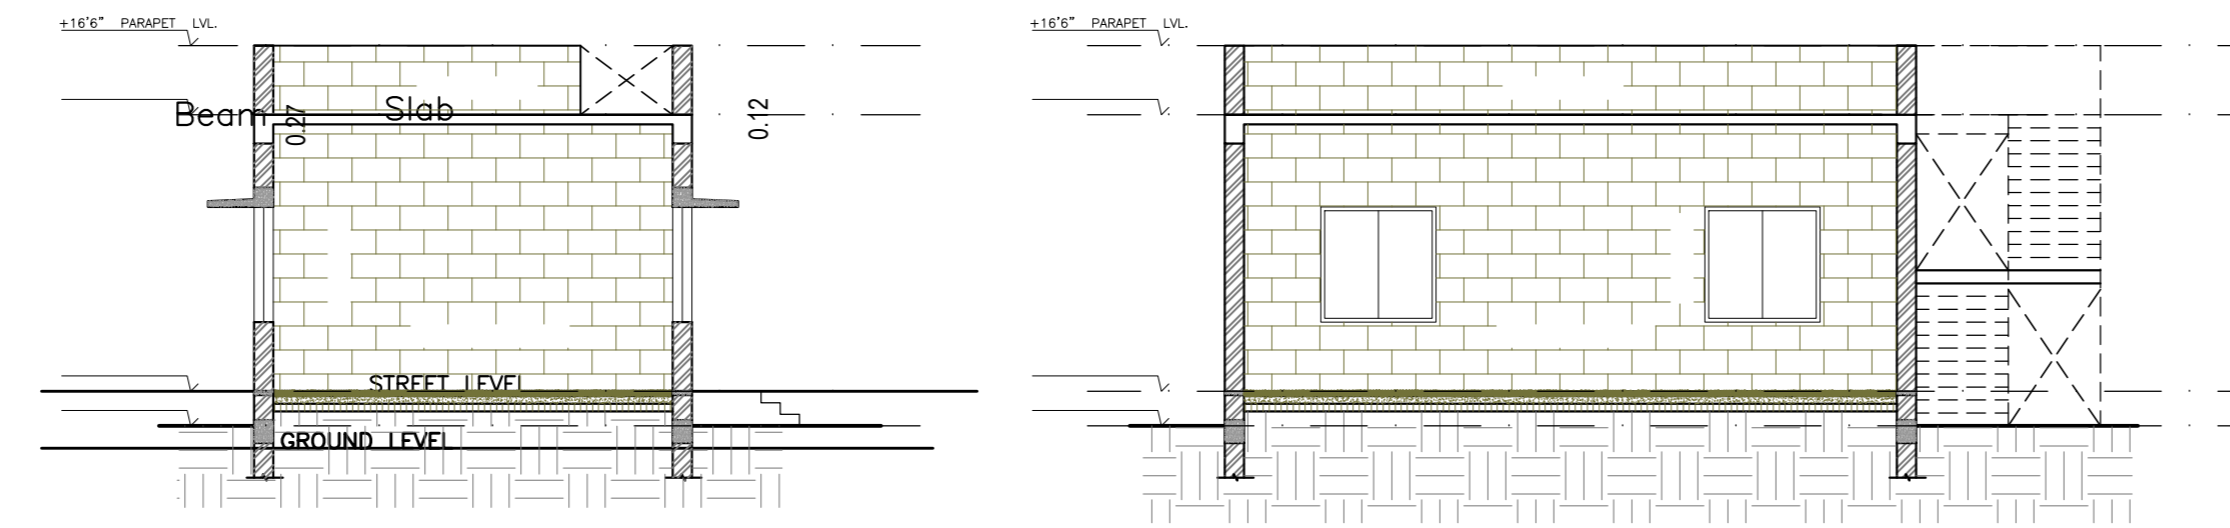 +16'6" PARAPET LVL.
+16'6" PARAPET LVL.
Beam
0.27
Slab
0.12
STREET LEVEL
GROUND LEVEL